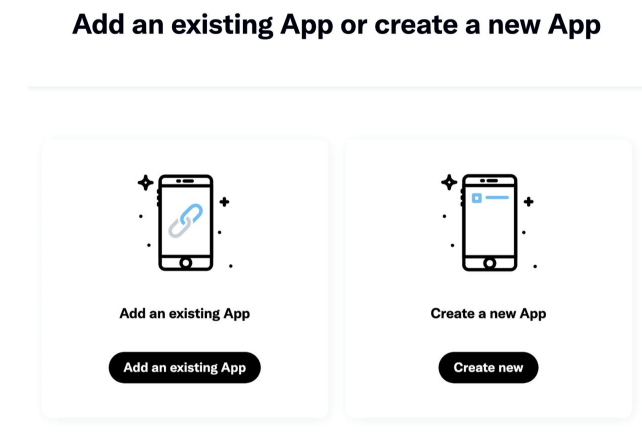 Add an existing App or create a new App
Add an existing App
Create a new App
Add an existing App
Create new